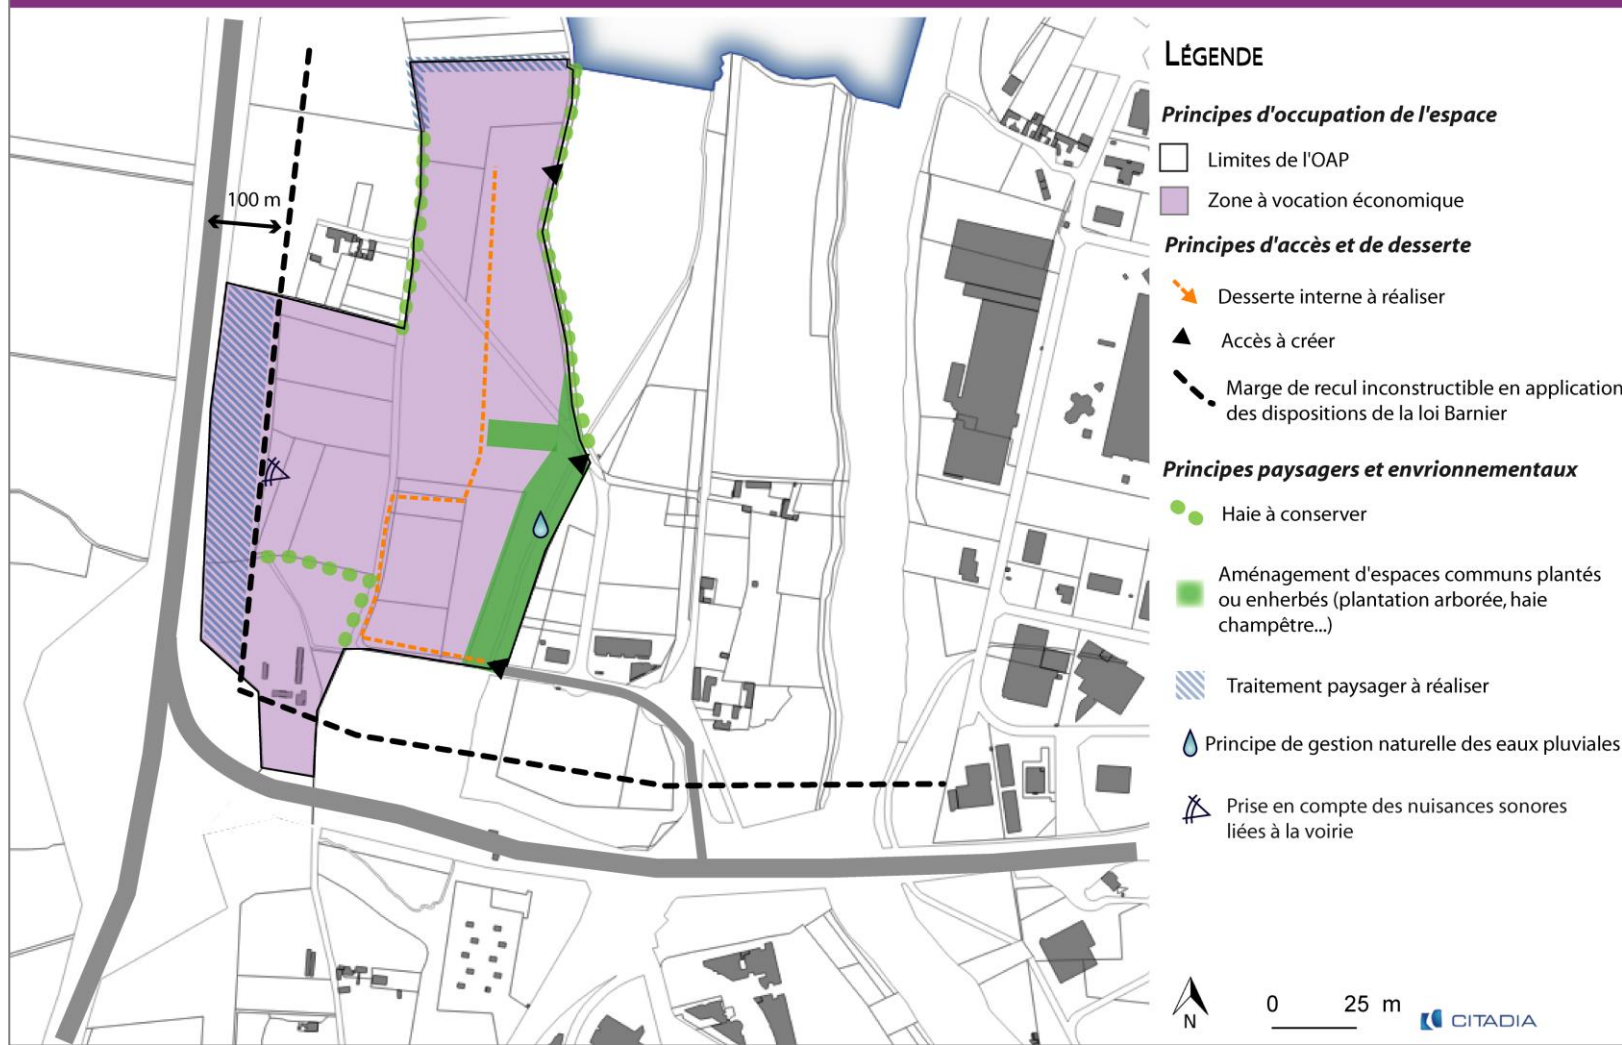 LÉGENDE
Principes d'occupation de l'espace
Limites de l'OAP
Zone à vocation économique
Principes d'accès et de desserte
Desserte interne à réaliser
Accès à créer
Marge de recul inconstructible en application
des dispositions de la loi Barnier
Principes paysagers et envrionnementaux
Haie à conserver
Aménagement d'espaces communs plantés
ou enherbés (plantation arborée, haie
champêtre...)
Traitement paysager à réaliser
Principe de gestion naturelle des eaux pluviales
Prise en compte des nuisances sonores
liées à la voirie
100 m
N
0 25 m
CITADIA